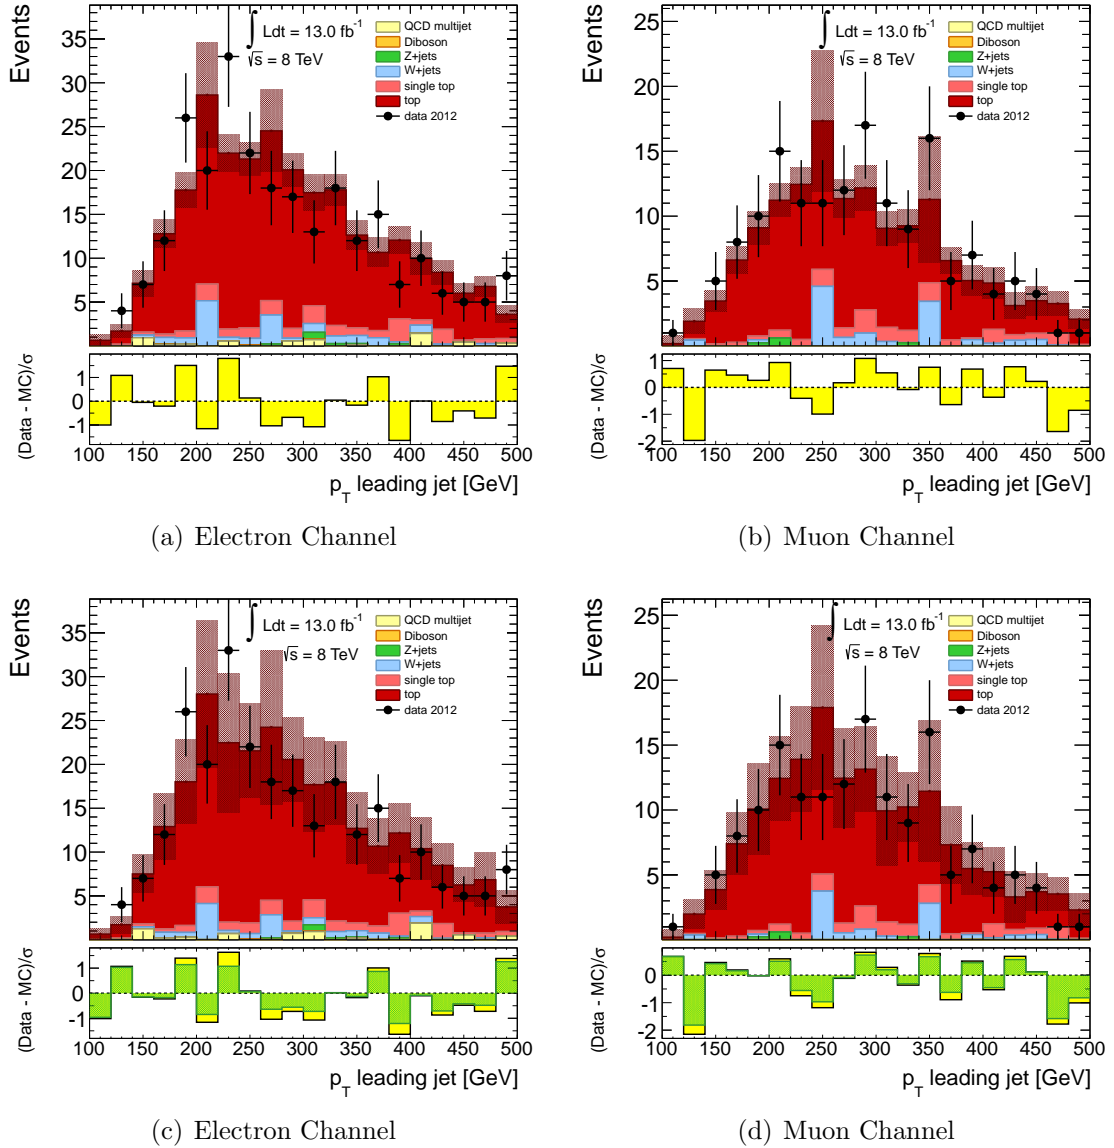 Events
35
30
25
20
15
10
5
∫ Ldt = 13.0 fb⁻¹
√s = 8 TeV
QCD multijet
Diboson
Z+jets
W+jets
single top
top
data 2012
(Data - MC)/σ
1
0
-1
100 150 200 250 300 350 400 450 500
p_T leading jet [GeV]
(a) Electron Channel
Events
25
20
15
10
5
∫ Ldt = 13.0 fb⁻¹
√s = 8 TeV
QCD multijet
Diboson
Z+jets
W+jets
single top
top
data 2012
(Data - MC)/σ
1
0
-1
-2
100 150 200 250 300 350 400 450 500
p_T leading jet [GeV]
(b) Muon Channel
Events
35
30
25
20
15
10
5
∫ Ldt = 13.0 fb⁻¹
√s = 8 TeV
QCD multijet
Diboson
Z+jets
W+jets
single top
top
data 2012
(Data - MC)/σ
1
0
-1
100 150 200 250 300 350 400 450 500
p_T leading jet [GeV]
(c) Electron Channel
Events
25
20
15
10
5
∫ Ldt = 13.0 fb⁻¹
√s = 8 TeV
QCD multijet
Diboson
Z+jets
W+jets
single top
top
data 2012
(Data - MC)/σ
0
-1
-2
100 150 200 250 300 350 400 450 500
p_T leading jet [GeV]
(d) Muon Channel